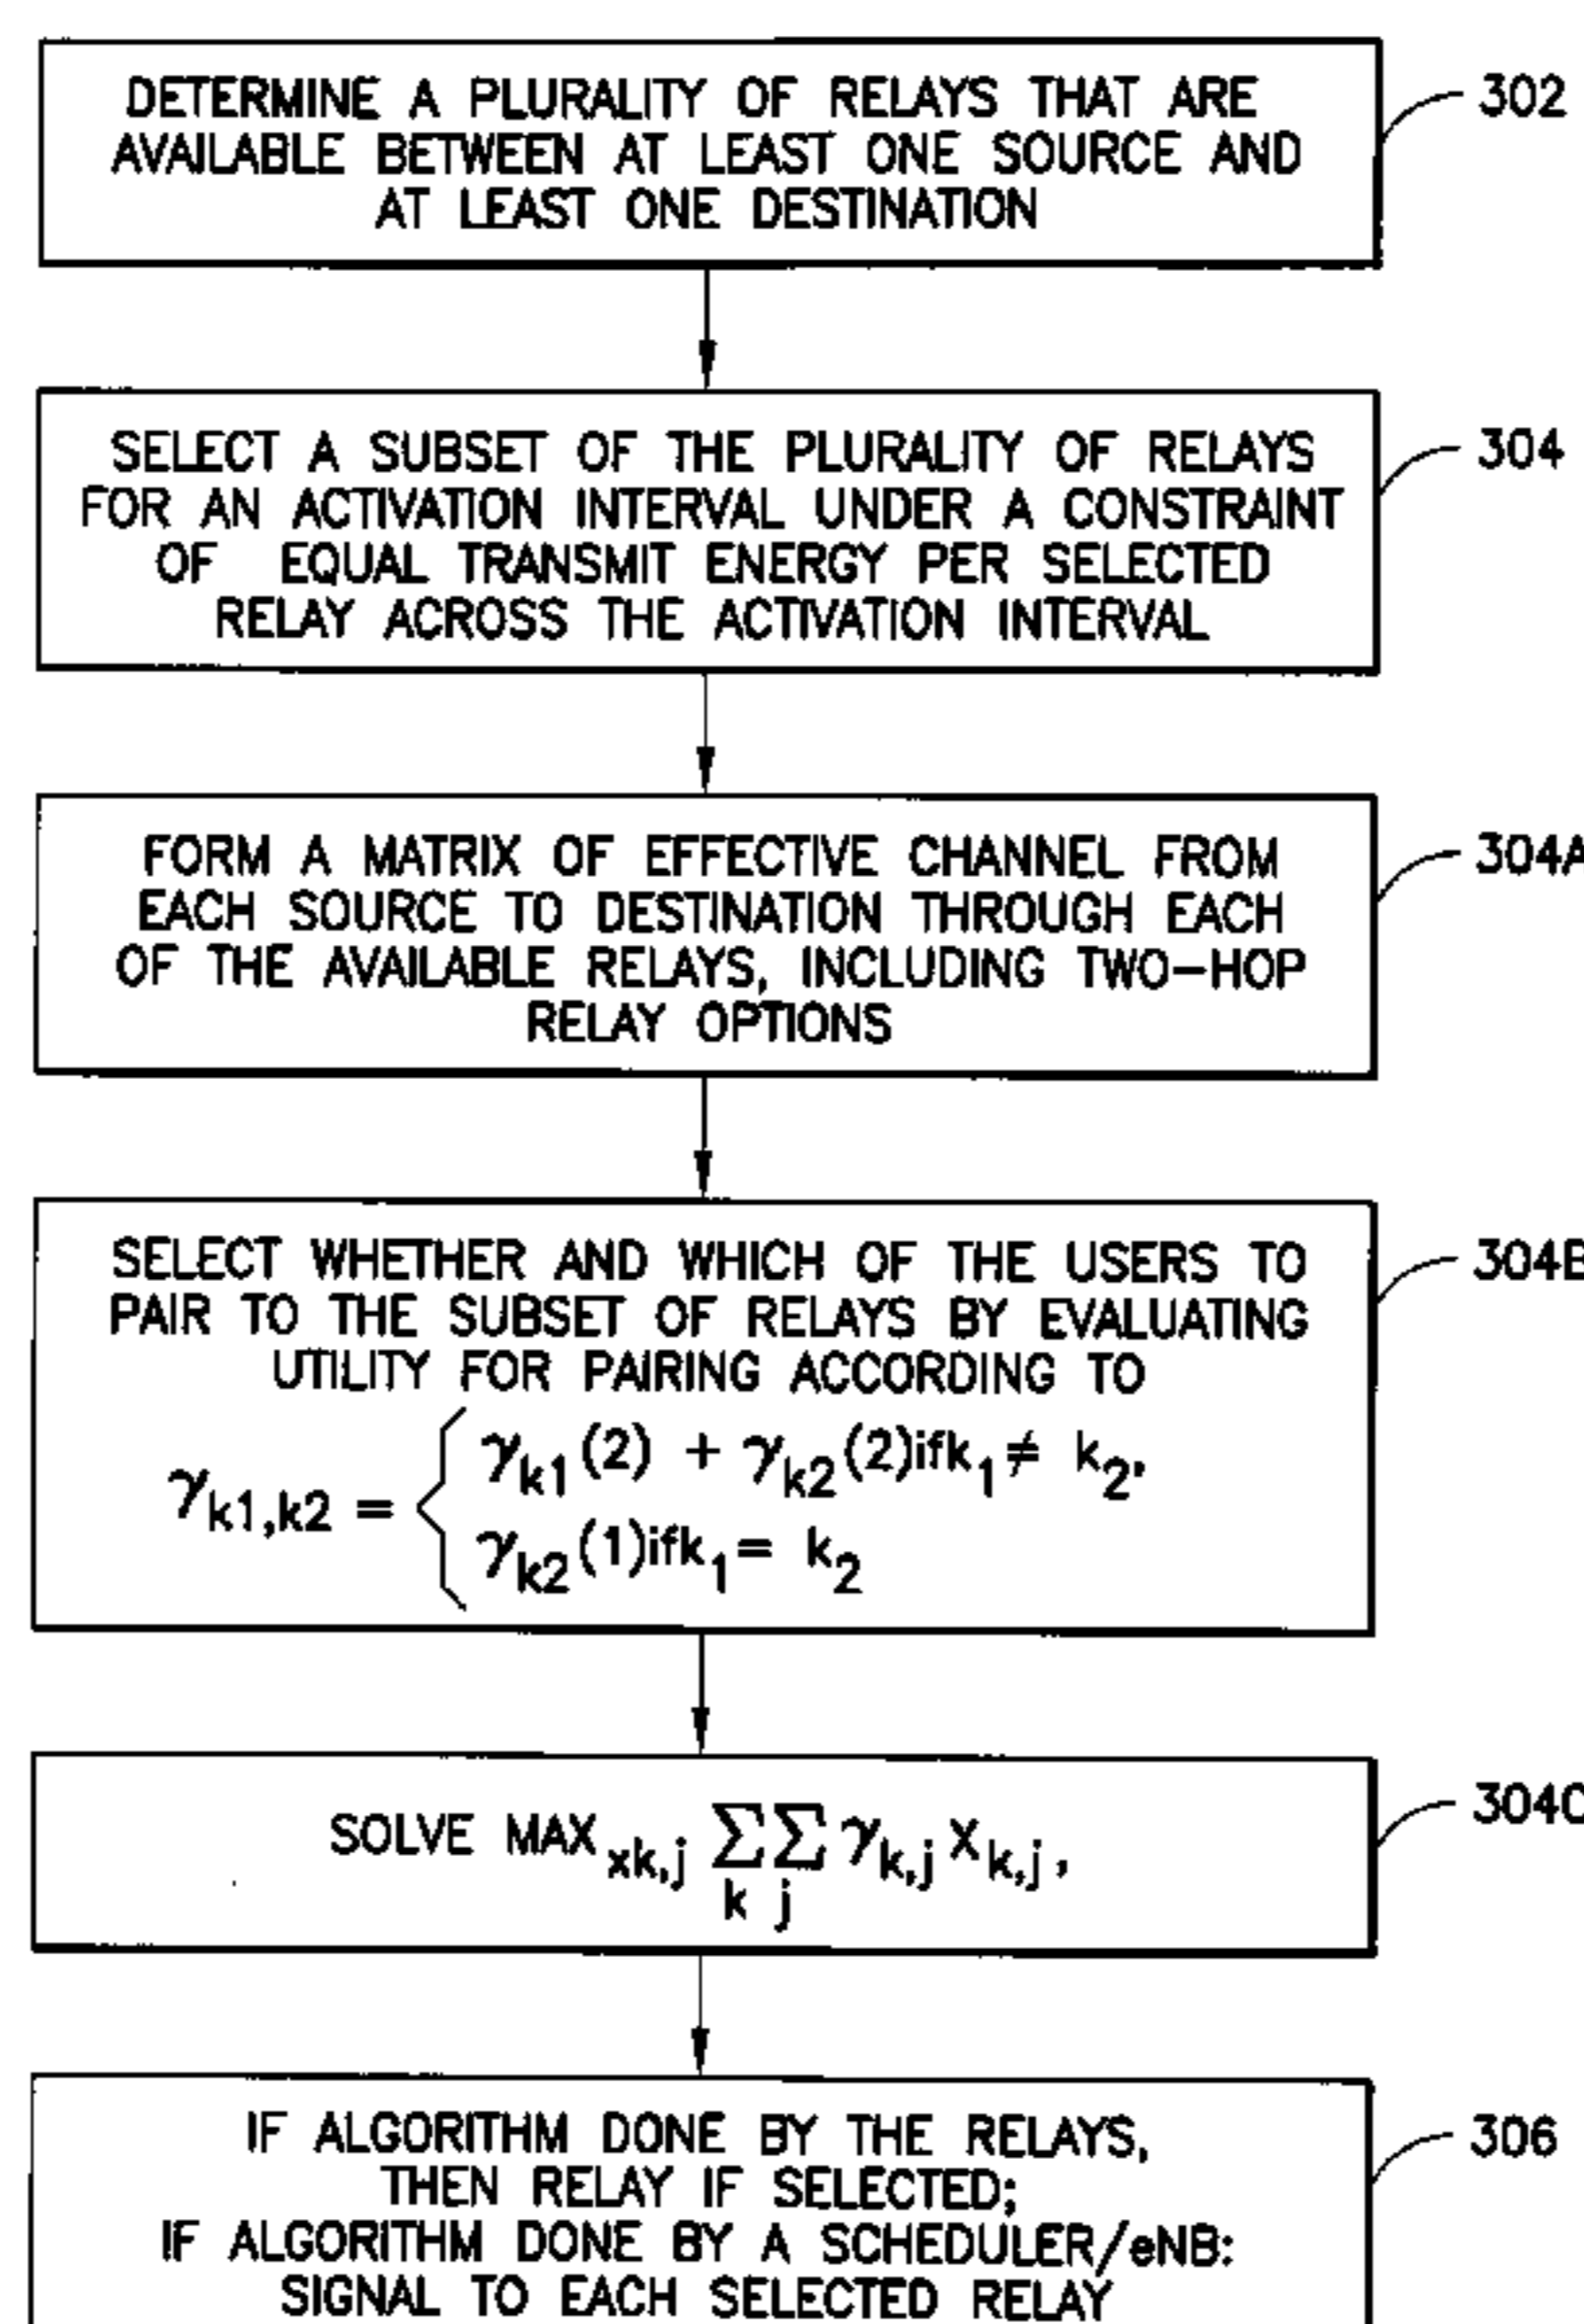 DETERMINE A PLURALITY OF RELAYS THAT ARE
AVAILABLE BETWEEN AT LEAST ONE SOURCE AND
AT LEAST ONE DESTINATION
302
SELECT A SUBSET OF THE PLURALITY OF RELAYS
FOR AN ACTIVATION INTERVAL UNDER A CONSTRAINT
OF EQUAL TRANSMIT ENERGY PER SELECTED
RELAY ACROSS THE ACTIVATION INTERVAL
304
FORM A MATRIX OF EFFECTIVE CHANNEL FROM
EACH SOURCE TO DESTINATION THROUGH EACH
OF THE AVAILABLE RELAYS, INCLUDING TWO-HOP
RELAY OPTIONS
304A
SELECT WHETHER AND WHICH OF THE USERS TO
PAIR TO THE SUBSET OF RELAYS BY EVALUATING
UTILITY FOR PAIRING ACCORDING TO
γk1,k2 = { γk1(2) + γk2(2)ifk1 ≠ k2,
γk2(1)ifk1 = k2
304B
SOLVE MAX xk,j Σk Σj γk,j Xk,j,
304C
IF ALGORITHM DONE BY THE RELAYS,
THEN RELAY IF SELECTED;
IF ALGORITHM DONE BY A SCHEDULER/eNB:
SIGNAL TO EACH SELECTED RELAY
306